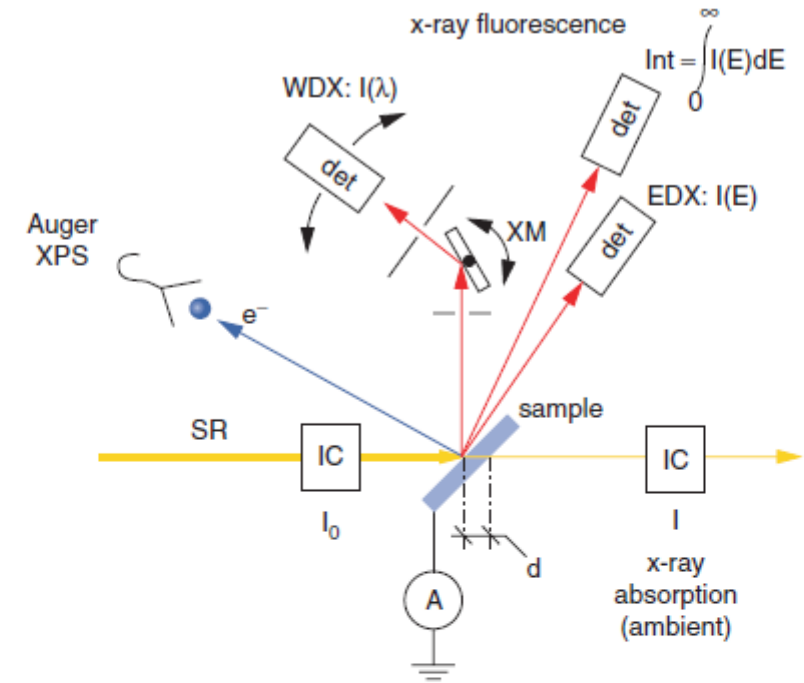 x-ray fluorescence
∞
Int = ∫ I(E)dE
0
WDX: I(λ)
det
det
EDX: I(E)
det
XM
Auger
XPS
e⁻
sample
SR
IC
IC
I₀
I
d
x-ray
absorption
(ambient)
A